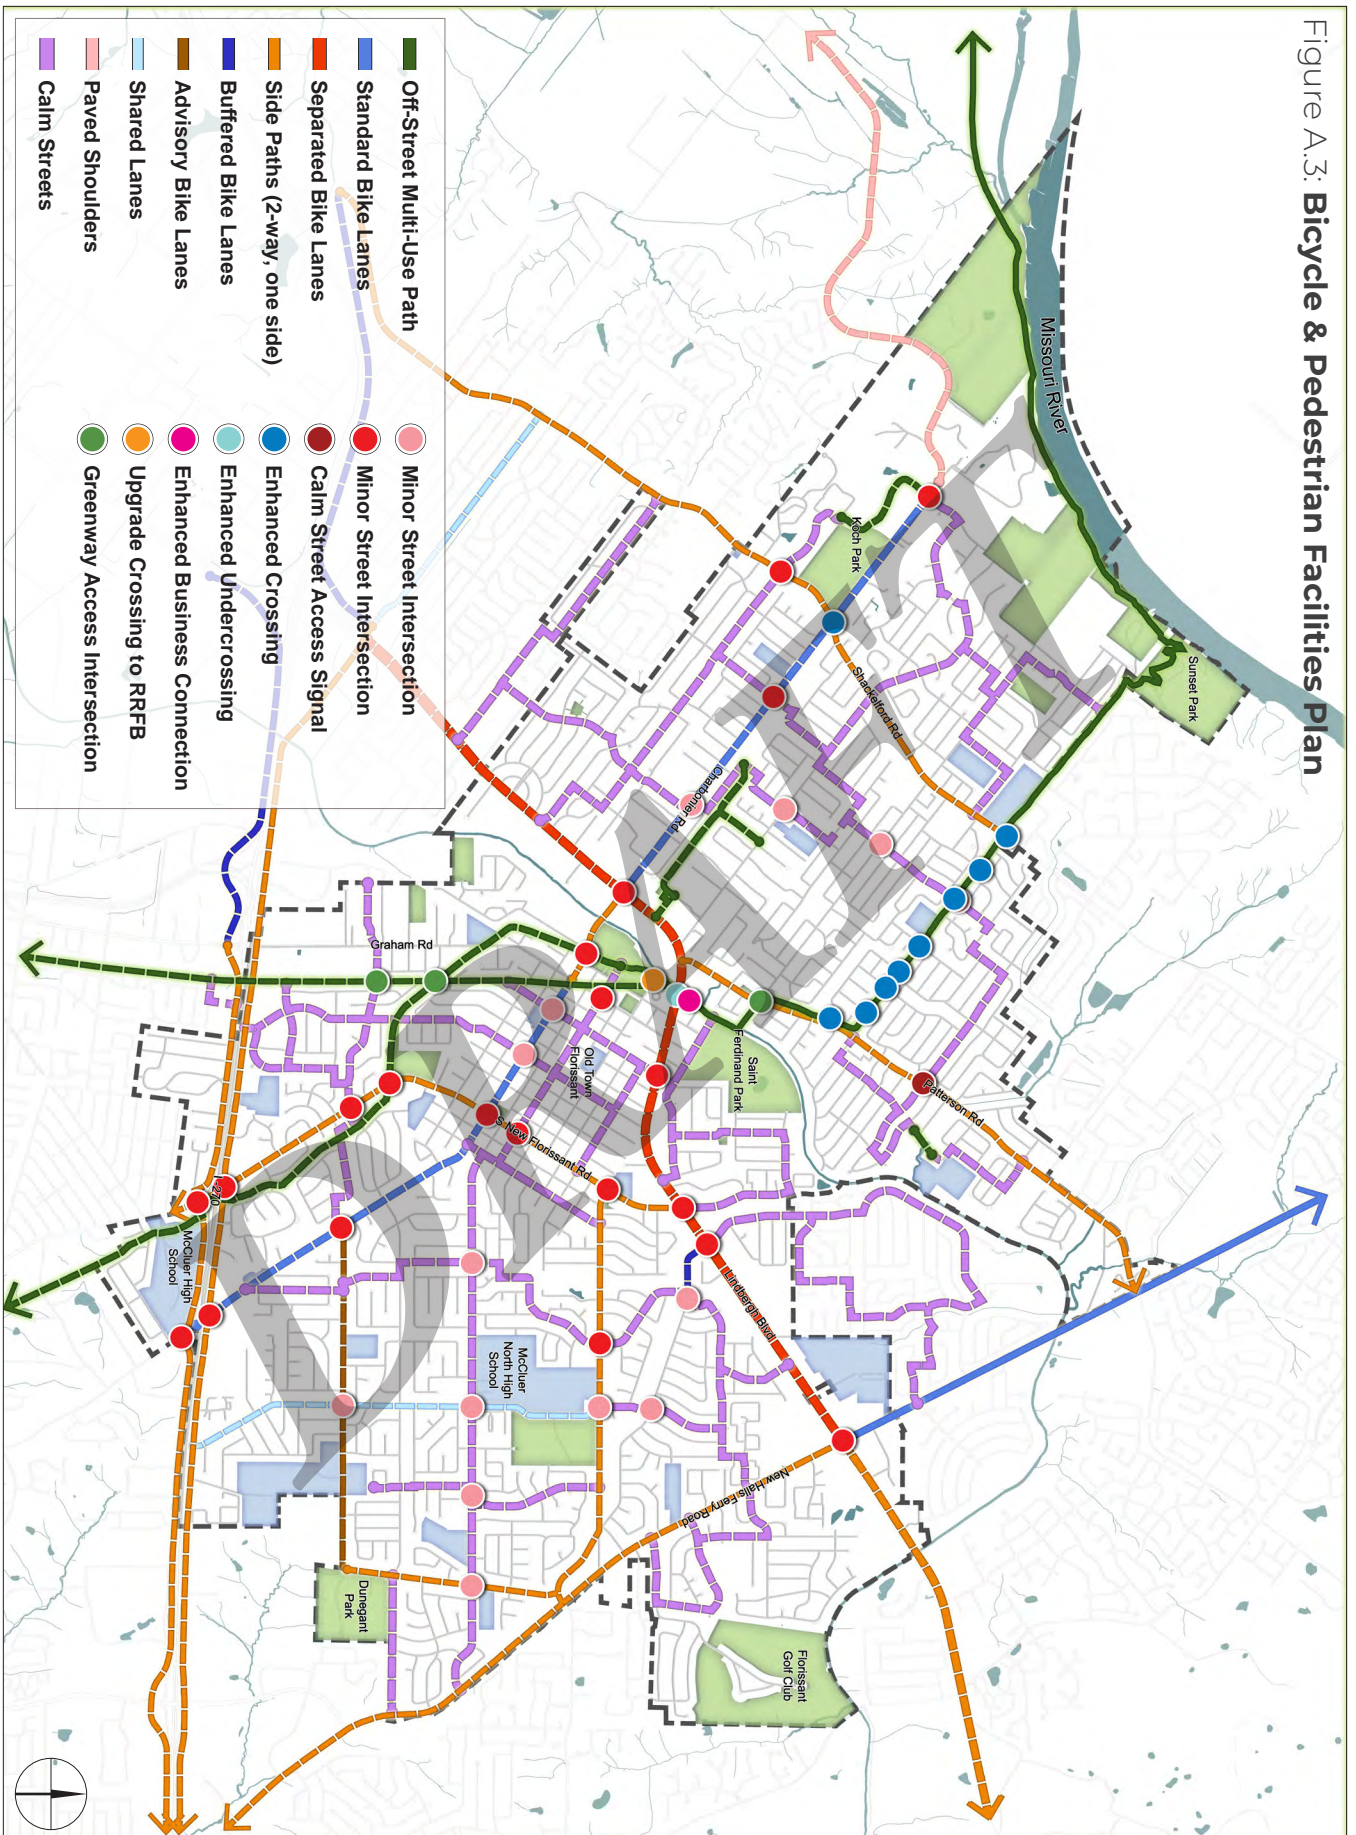 Figure A.3: Bicycle & Pedestrian Facilities Plan
Off-Street Multi-Use Path
Standard Bike Lanes
Separated Bike Lanes
Side Paths (2-way, one side)
Buffered Bike Lanes
Advisory Bike Lanes
Shared Lanes
Paved Shoulders
Calm Streets
Minor Street Intersection
Minor Street Intersection
Calm Street Access SIgnal
Enhanced Crossing
Enhanced Undercrossing
Enhanced Business Connection
Upgrade Crossing to RRFB
Greenway Access Intersection
Missouri River
Sunset Park
Koch Park
Shackelford Rd
Charbonier Rd
Graham Rd
Old Town
Florissant
Saint
Ferdinand Park
Patterson Rd
S New Florissant Rd
Lindbergh Blvd
I-270
McCluer High
School
McCluer
North High
School
New Halls Ferry Road
Dunegant
Park
Florissant
Golf Club
DRAFT